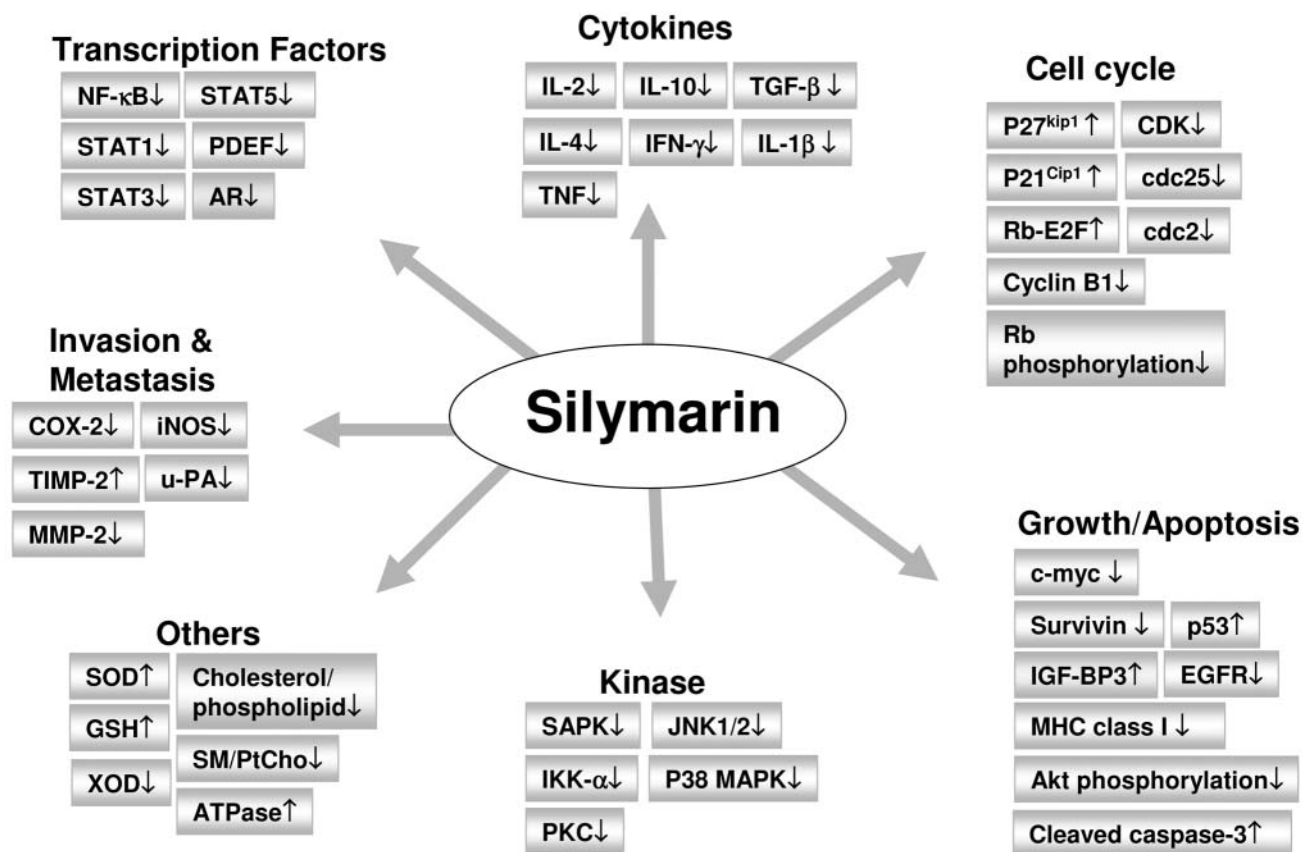 Transcription Factors
NF-κB↓ STAT5↓
STAT1↓ PDEF↓
STAT3↓ AR↓
Cytokines
IL-2↓ IL-10↓ TGF-β↓
IL-4↓ IFN-γ↓ IL-1β↓
TNF↓
Cell cycle
P27kip1↑ CDK↓
P21Cip1↑ cdc25↓
Rb-E2F↑ cdc2↓
Cyclin B1↓
Rb
phosphorylation↓
Invasion &
Metastasis
COX-2↓ iNOS↓
TIMP-2↑ u-PA↓
MMP-2↓
Silymarin
Growth/Apoptosis
c-myc ↓
Survivin ↓ p53↑
IGF-BP3↑ EGFR↓
MHC class I ↓
Akt phosphorylation↓
Cleaved caspase-3↑
Others
SOD↑
GSH↑
XOD↓
Cholesterol/
phospholipid↓
SM/PtCho↓
ATPase↑
Kinase
SAPK↓ JNK1/2↓
IKK-α↓ P38 MAPK↓
PKC↓